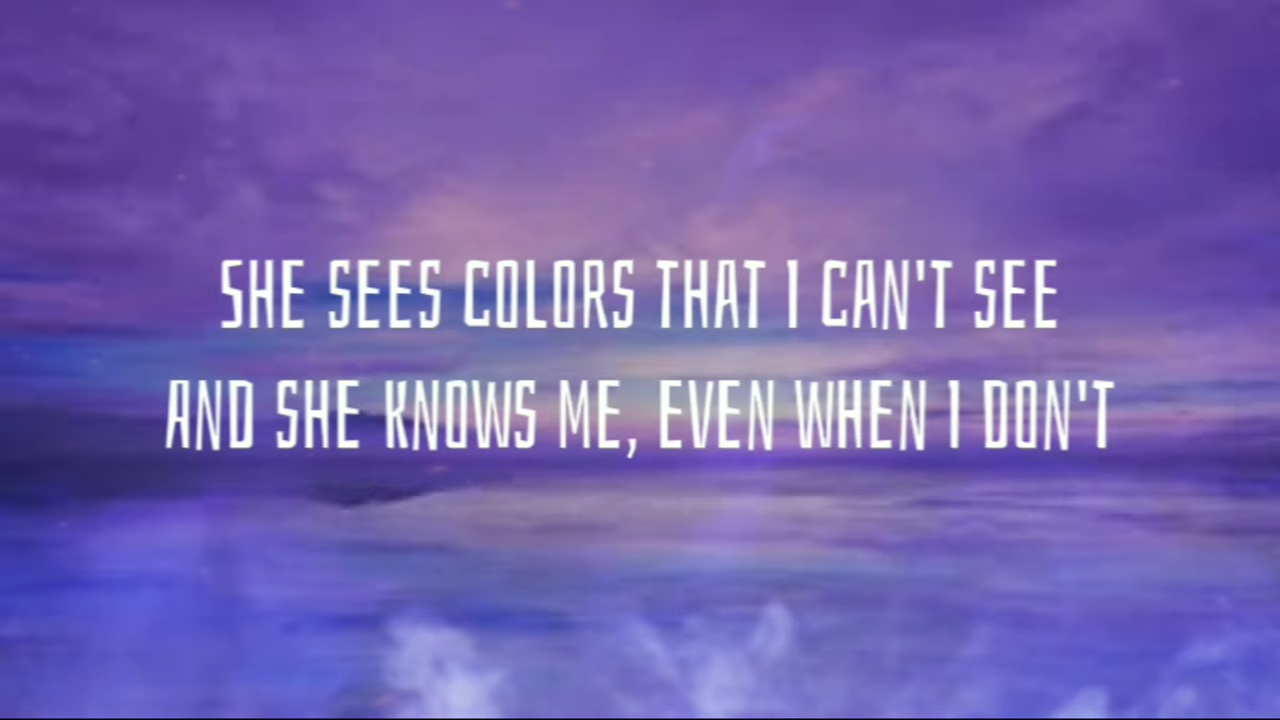 SHE SEES COLORS THAT I CAN'T SEE
AND SHE KNOWS ME, EVEN WHEN I DON'T